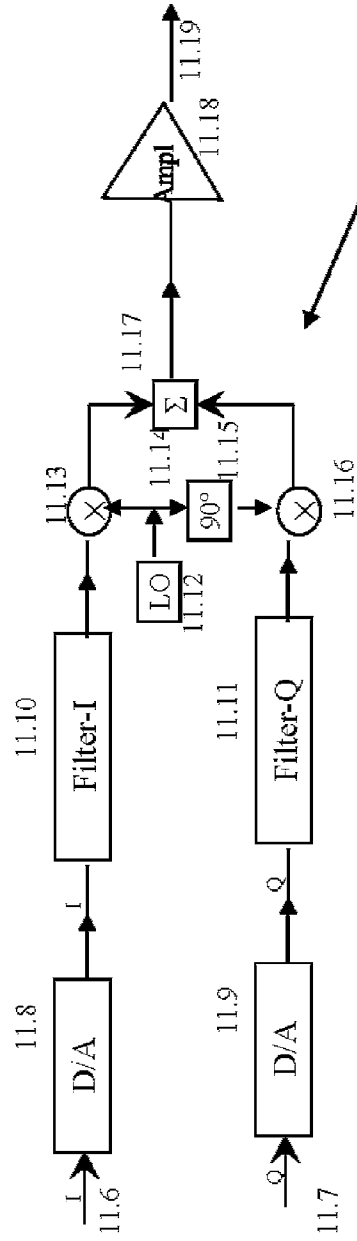 I
11.6
11.8
D/A
I
11.10
Filter-I
11.13
X
LO
11.12
11.14
Σ
11.17
90°
11.15
Ampl
11.18
11.19
Q
11.7
11.9
D/A
Q
11.11
Filter-Q
X
11.16